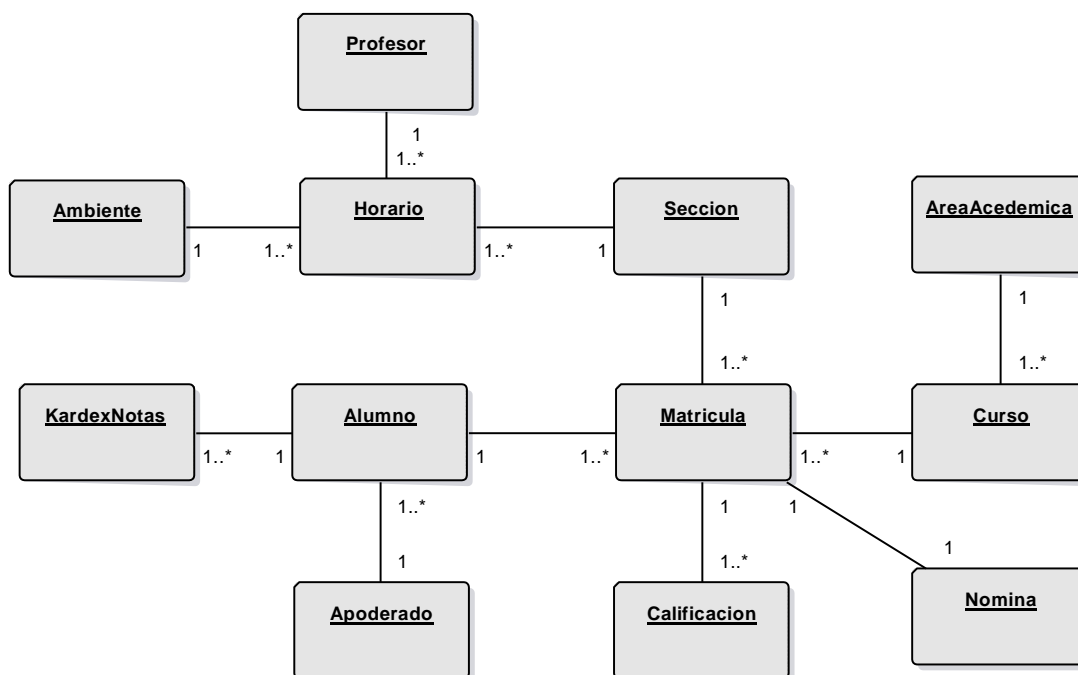 Profesor
1
1..*
Ambiente
Horario
Seccion
AreaAcedemica
1
1..*
1..*
1
1
1
1..*
1..*
KardexNotas
Alumno
Matricula
Curso
1..*
1
1
1..*
1..*
1
1..*
1
1
1
1..*
1
Apoderado
Calificacion
Nomina